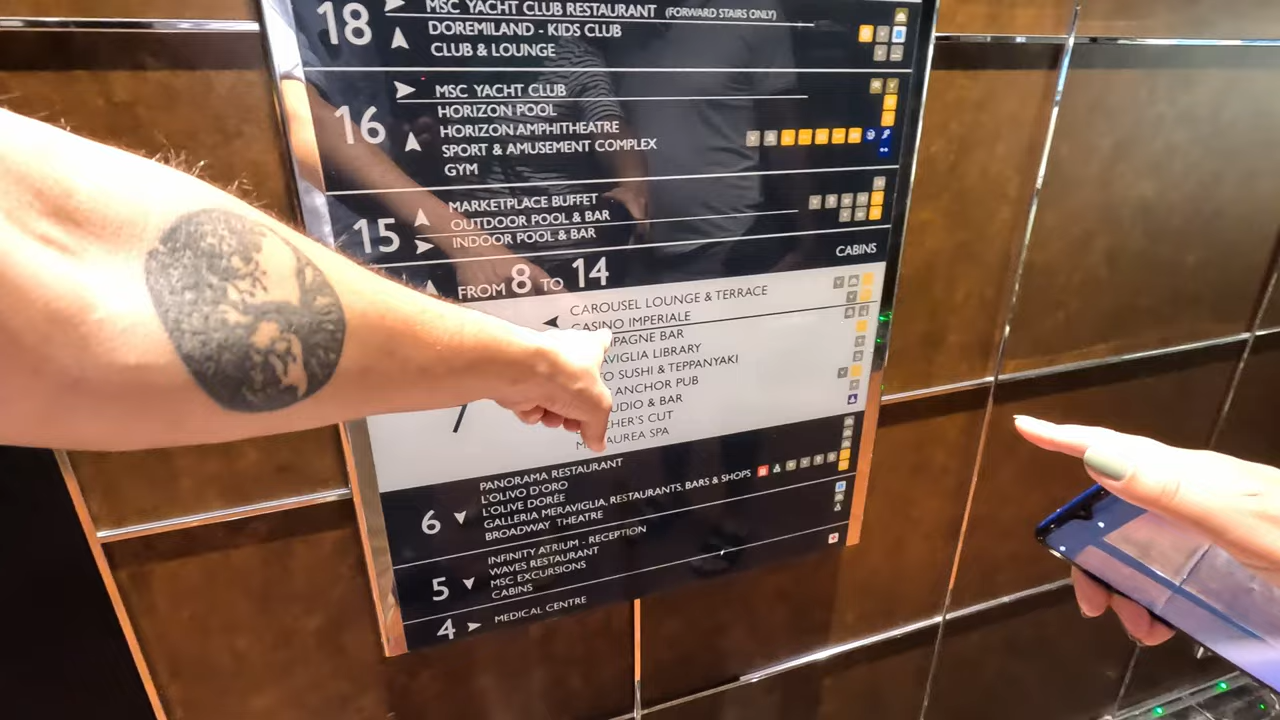 18
MSC YACHT CLUB RESTAURANT (FORWARD STAIRS ONLY)
DOREMILAND - KIDS CLUB
CLUB & LOUNGE
16
MSC YACHT CLUB
HORIZON POOL
HORIZON AMPHITHEATRE
SPORT & AMUSEMENT COMPLEX
GYM
15
MARKETPLACE BUFFET
OUTDOOR POOL & BAR
INDOOR POOL & BAR
FROM 8 TO 14
CABINS
7
CAROUSEL LOUNGE & TERRACE
CASINO IMPERIALE
PAGNE BAR
AVIGLIA LIBRARY
TO SUSHI & TEPPANYAKI
ANCHOR PUB
UDIO & BAR
CHER'S CUT
AUREA SPA
6
PANORAMA RESTAURANT
L'OLIVO D'ORO
L'OLIVE DORÉE
GALLERIA MERAVIGLIA, RESTAURANTS, BARS & SHOPS
BROADWAY THEATRE
5
INFINITY ATRIUM - RECEPTION
WAVES RESTAURANT
MSC EXCURSIONS
CABINS
4
MEDICAL CENTRE